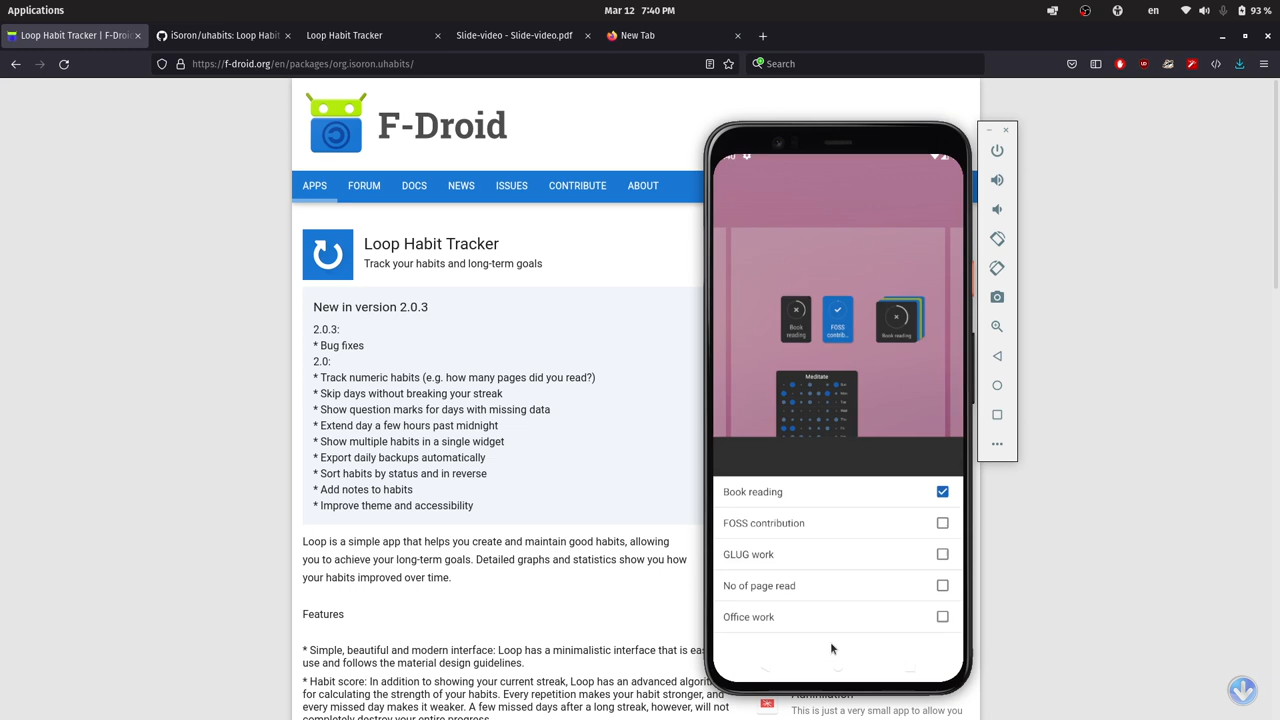 Applications
Mar 12 7:40 PM
en
93 %
Loop Habit Tracker | F-Droi
iSoron/uhabits: Loop Habit
Loop Habit Tracker
Slide-video - Slide-video.pdf
New Tab
https://f-droid.org/en/packages/org.isoron.uhabits/
Search
F-Droid
APPS
FORUM
DOCS
NEWS
ISSUES
CONTRIBUTE
ABOUT
Loop Habit Tracker
Track your habits and long-term goals
New in version 2.0.3
2.0.3:
* Bug fixes
2.0:
* Track numeric habits (e.g. how many pages did you read?)
* Skip days without breaking your streak
* Show question marks for days with missing data
* Extend day a few hours past midnight
* Show multiple habits in a single widget
* Export daily backups automatically
* Sort habits by status and in reverse
* Add notes to habits
* Improve theme and accessibility
Loop is a simple app that helps you create and maintain good habits, allowing
you to achieve your long-term goals. Detailed graphs and statistics show you how
your habits improved over time.
Features
* Simple, beautiful and modern interface: Loop has a minimalistic interface that is eas
use and follows the material design guidelines.
* Habit score: In addition to showing your current streak, Loop has an advanced algorit
for calculating the strength of your habits. Every repetition makes your habit stronger, and
every missed day makes it weaker. A few missed days after a long streak, however, will not
completely destroy your entire progress.
Book
reading
FOSS
contrib...
Book reading
Meditate
Book reading
FOSS contribution
GLUG work
No of page read
Office work
This is just a very small app to allow you